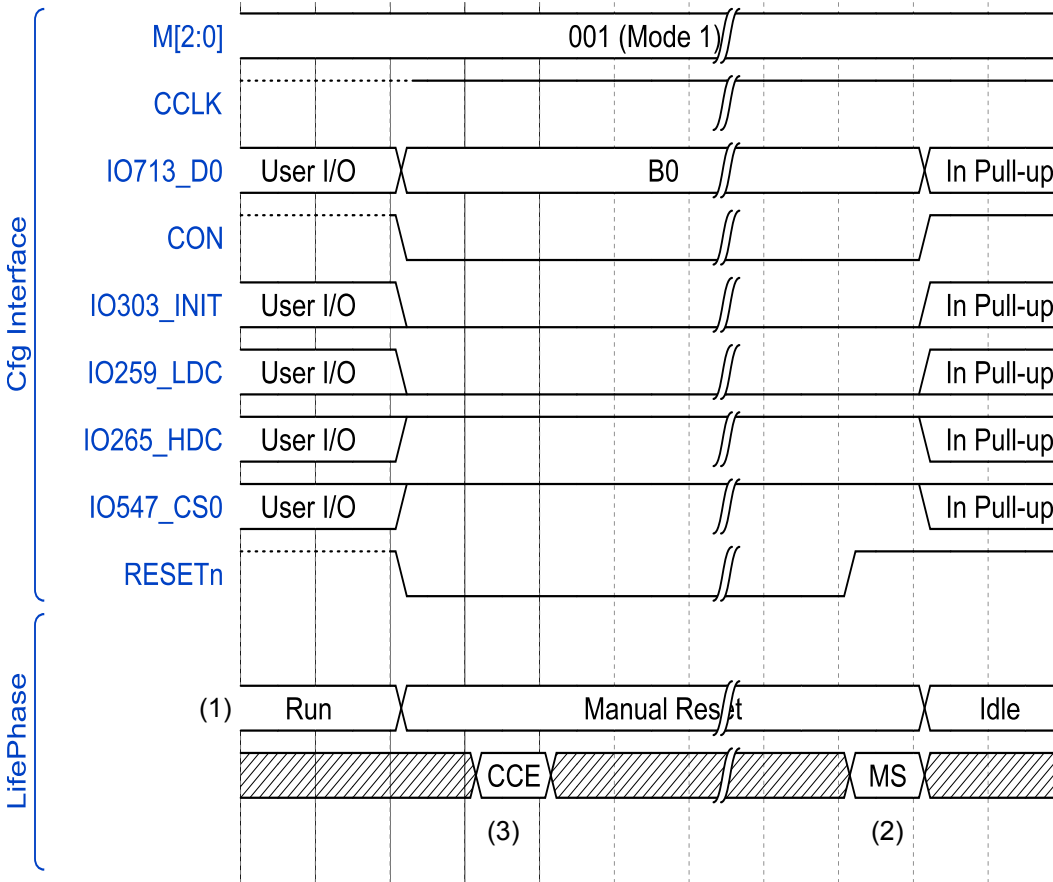 Cfg Interface
M[2:0] 001 (Mode 1)
CCLK
IO713_D0 User I/O B0 In Pull-up
CON
IO303_INIT User I/O In Pull-up
IO259_LDC User I/O In Pull-up
IO265_HDC User I/O In Pull-up
IO547_CS0 User I/O In Pull-up
RESETn
LifePhase
(1) Run Manual Reset Idle
CCE MS
(3) (2)